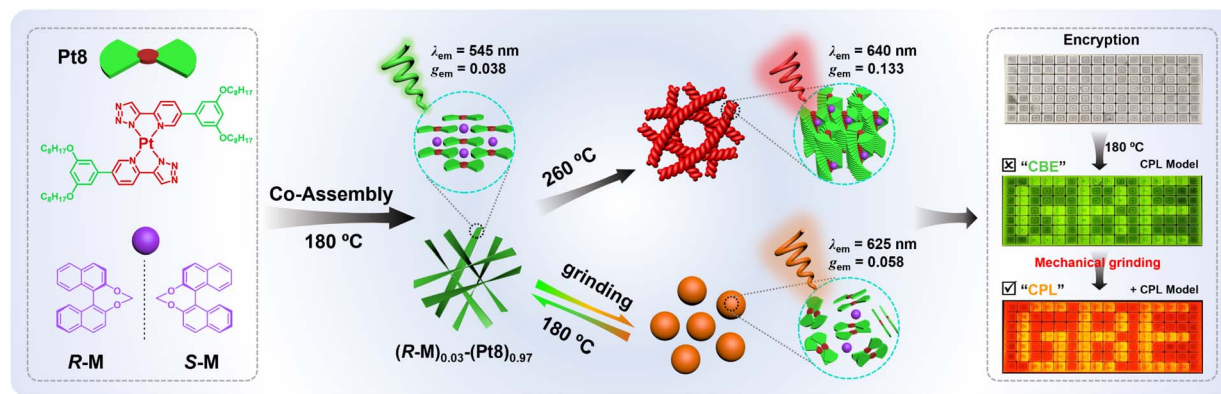 Pt8
C₈H₁₇O
OC₈H₁₇
N
N
N
N
Pt
N
N
N
N
OC₈H₁₇
C₈H₁₇O
O
O
O
O
R-M
S-M
Co-Assembly
180 ºC
λem = 545 nm
gem = 0.038
(R-M)0.03-(Pt8)0.97
260 ºC
λem = 640 nm
gem = 0.133
grinding
180 ºC
λem = 625 nm
gem = 0.058
Encryption
180 ºC
"CBE"
CPL Model
Mechanical grinding
"CPL"
+ CPL Model